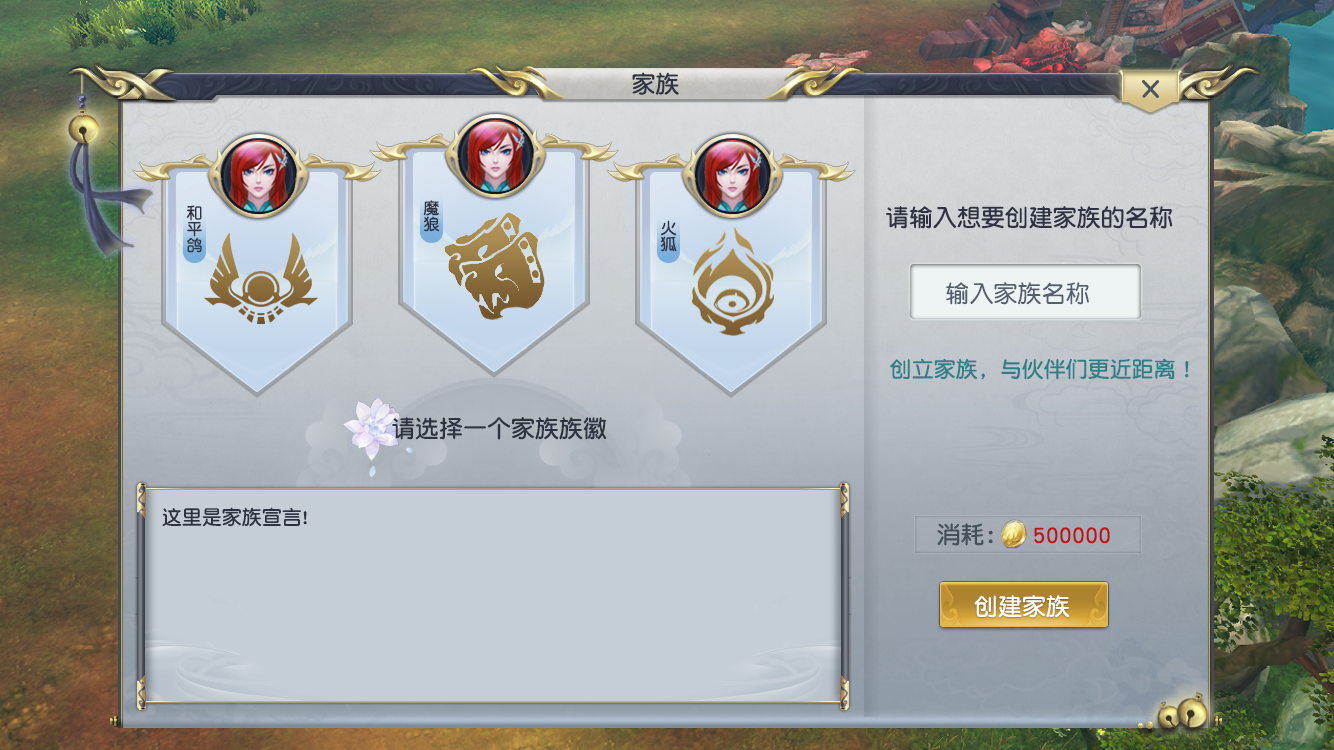 家族
和平鸽
魔狼
火狐
请选择一个家族族徽
这里是家族宣言!
请输入想要创建家族的名称
输入家族名称
创立家族，与伙伴们更近距离！
消耗: 500000
创建家族